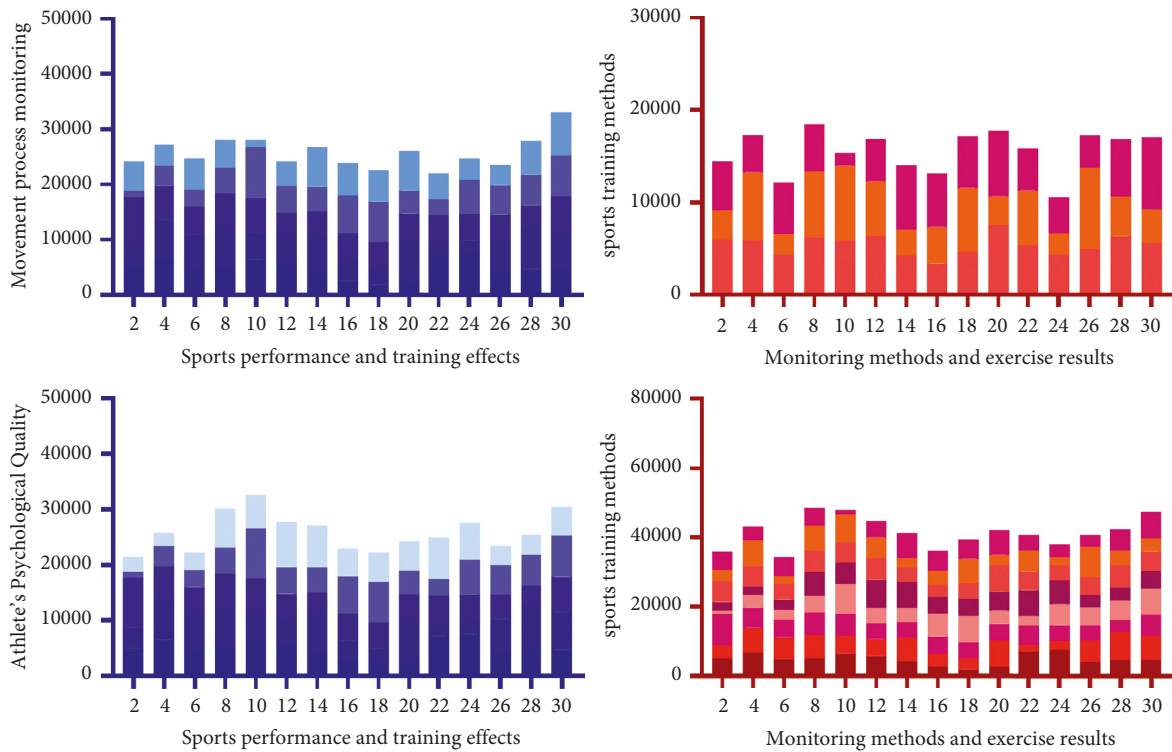 Movement process monitoring
50000
40000
30000
20000
10000
0
2 4 6 8 10 12 14 16 18 20 22 24 26 28 30
Sports performance and training effects
sports training methods
30000
20000
10000
0
2 4 6 8 10 12 14 16 18 20 22 24 26 28 30
Monitoring methods and exercise results
Athlete's Psychological Quality
50000
40000
30000
20000
10000
0
2 4 6 8 10 12 14 16 18 20 22 24 26 28 30
Sports performance and training effects
sports training methods
80000
60000
40000
20000
0
2 4 6 8 10 12 14 16 18 20 22 24 26 28 30
Monitoring methods and exercise results